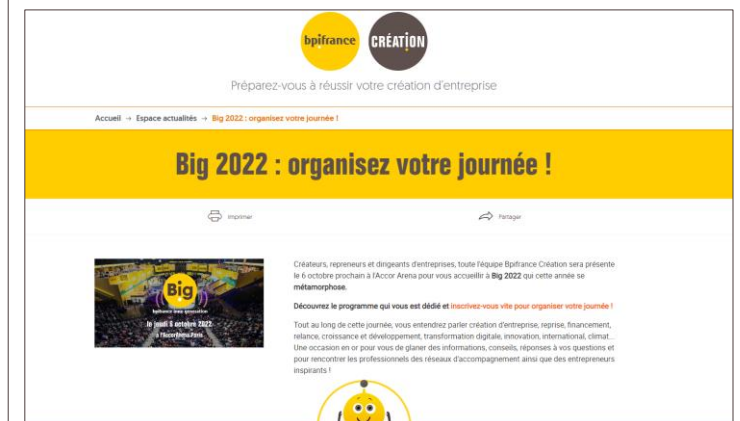 bpifrance
CRÉATION
Préparez-vous à réussir votre création d'entreprise
Accueil → Espace actualités → Big 2022 : organisez votre journée !
Big 2022 : organisez votre journée !
Imprimer
Partager
Big
bpifrance inno generation
le jeudi 6 octobre 2022
à l'AccorArena Paris
Créateurs, repreneurs et dirigeants d'entreprises, toute l'équipe Bpifrance Création sera présente
le 6 octobre prochain à l'Accor Arena pour vous accueillir à Big 2022 qui cette année se
métamorphose.
Découvrez le programme qui vous est dédié et inscrivez-vous vite pour organiser votre journée !
Tout au long de cette journée, vous entendrez parler création d'entreprise, reprise, financement,
relance, croissance et développement, transformation digitale, innovation, international, climat...
Une occasion en or pour vous de glaner des informations, conseils, réponses à vos questions et
pour rencontrer les professionnels des réseaux d'accompagnement ainsi que des entrepreneurs
inspirants !